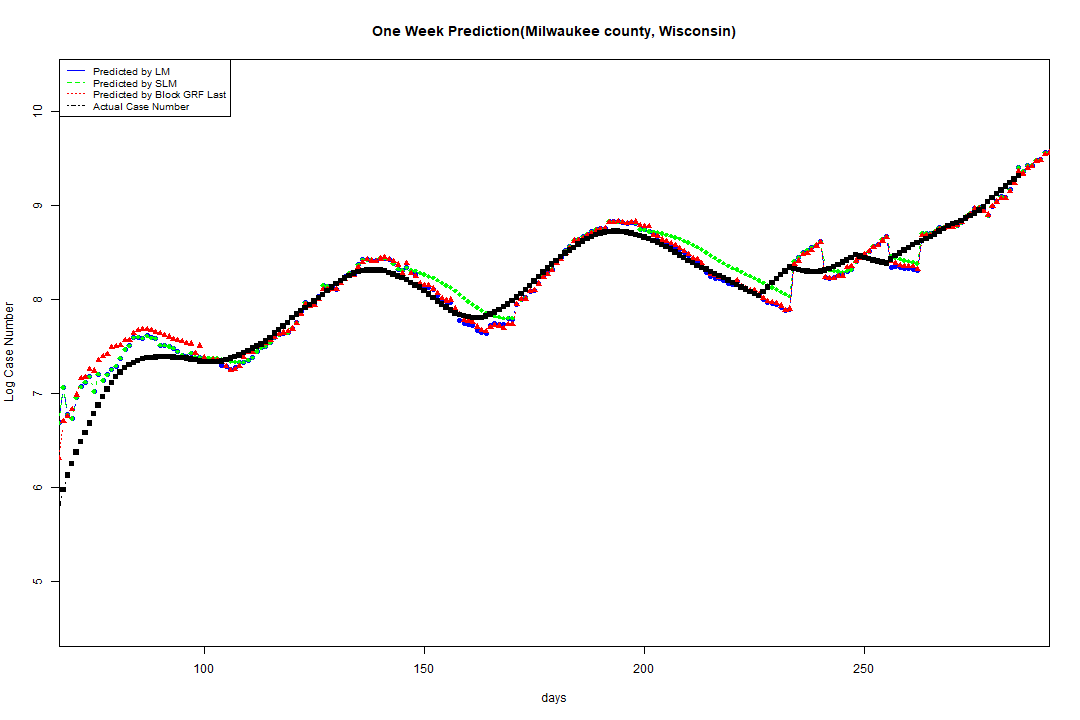 One Week Prediction(Milwaukee county, Wisconsin)
Predicted by LM
Predicted by SLM
Predicted by Block GRF Last
Actual Case Number
10
9
8
7
6
5
Log Case Number
100
150
200
250
days